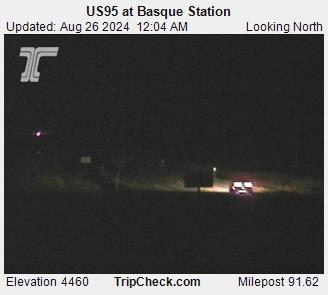 US95 at Basque Station
Updated: Aug 26 2024 12:04 AM Looking North
Elevation 4460 TripCheck.com Milepost 91.62